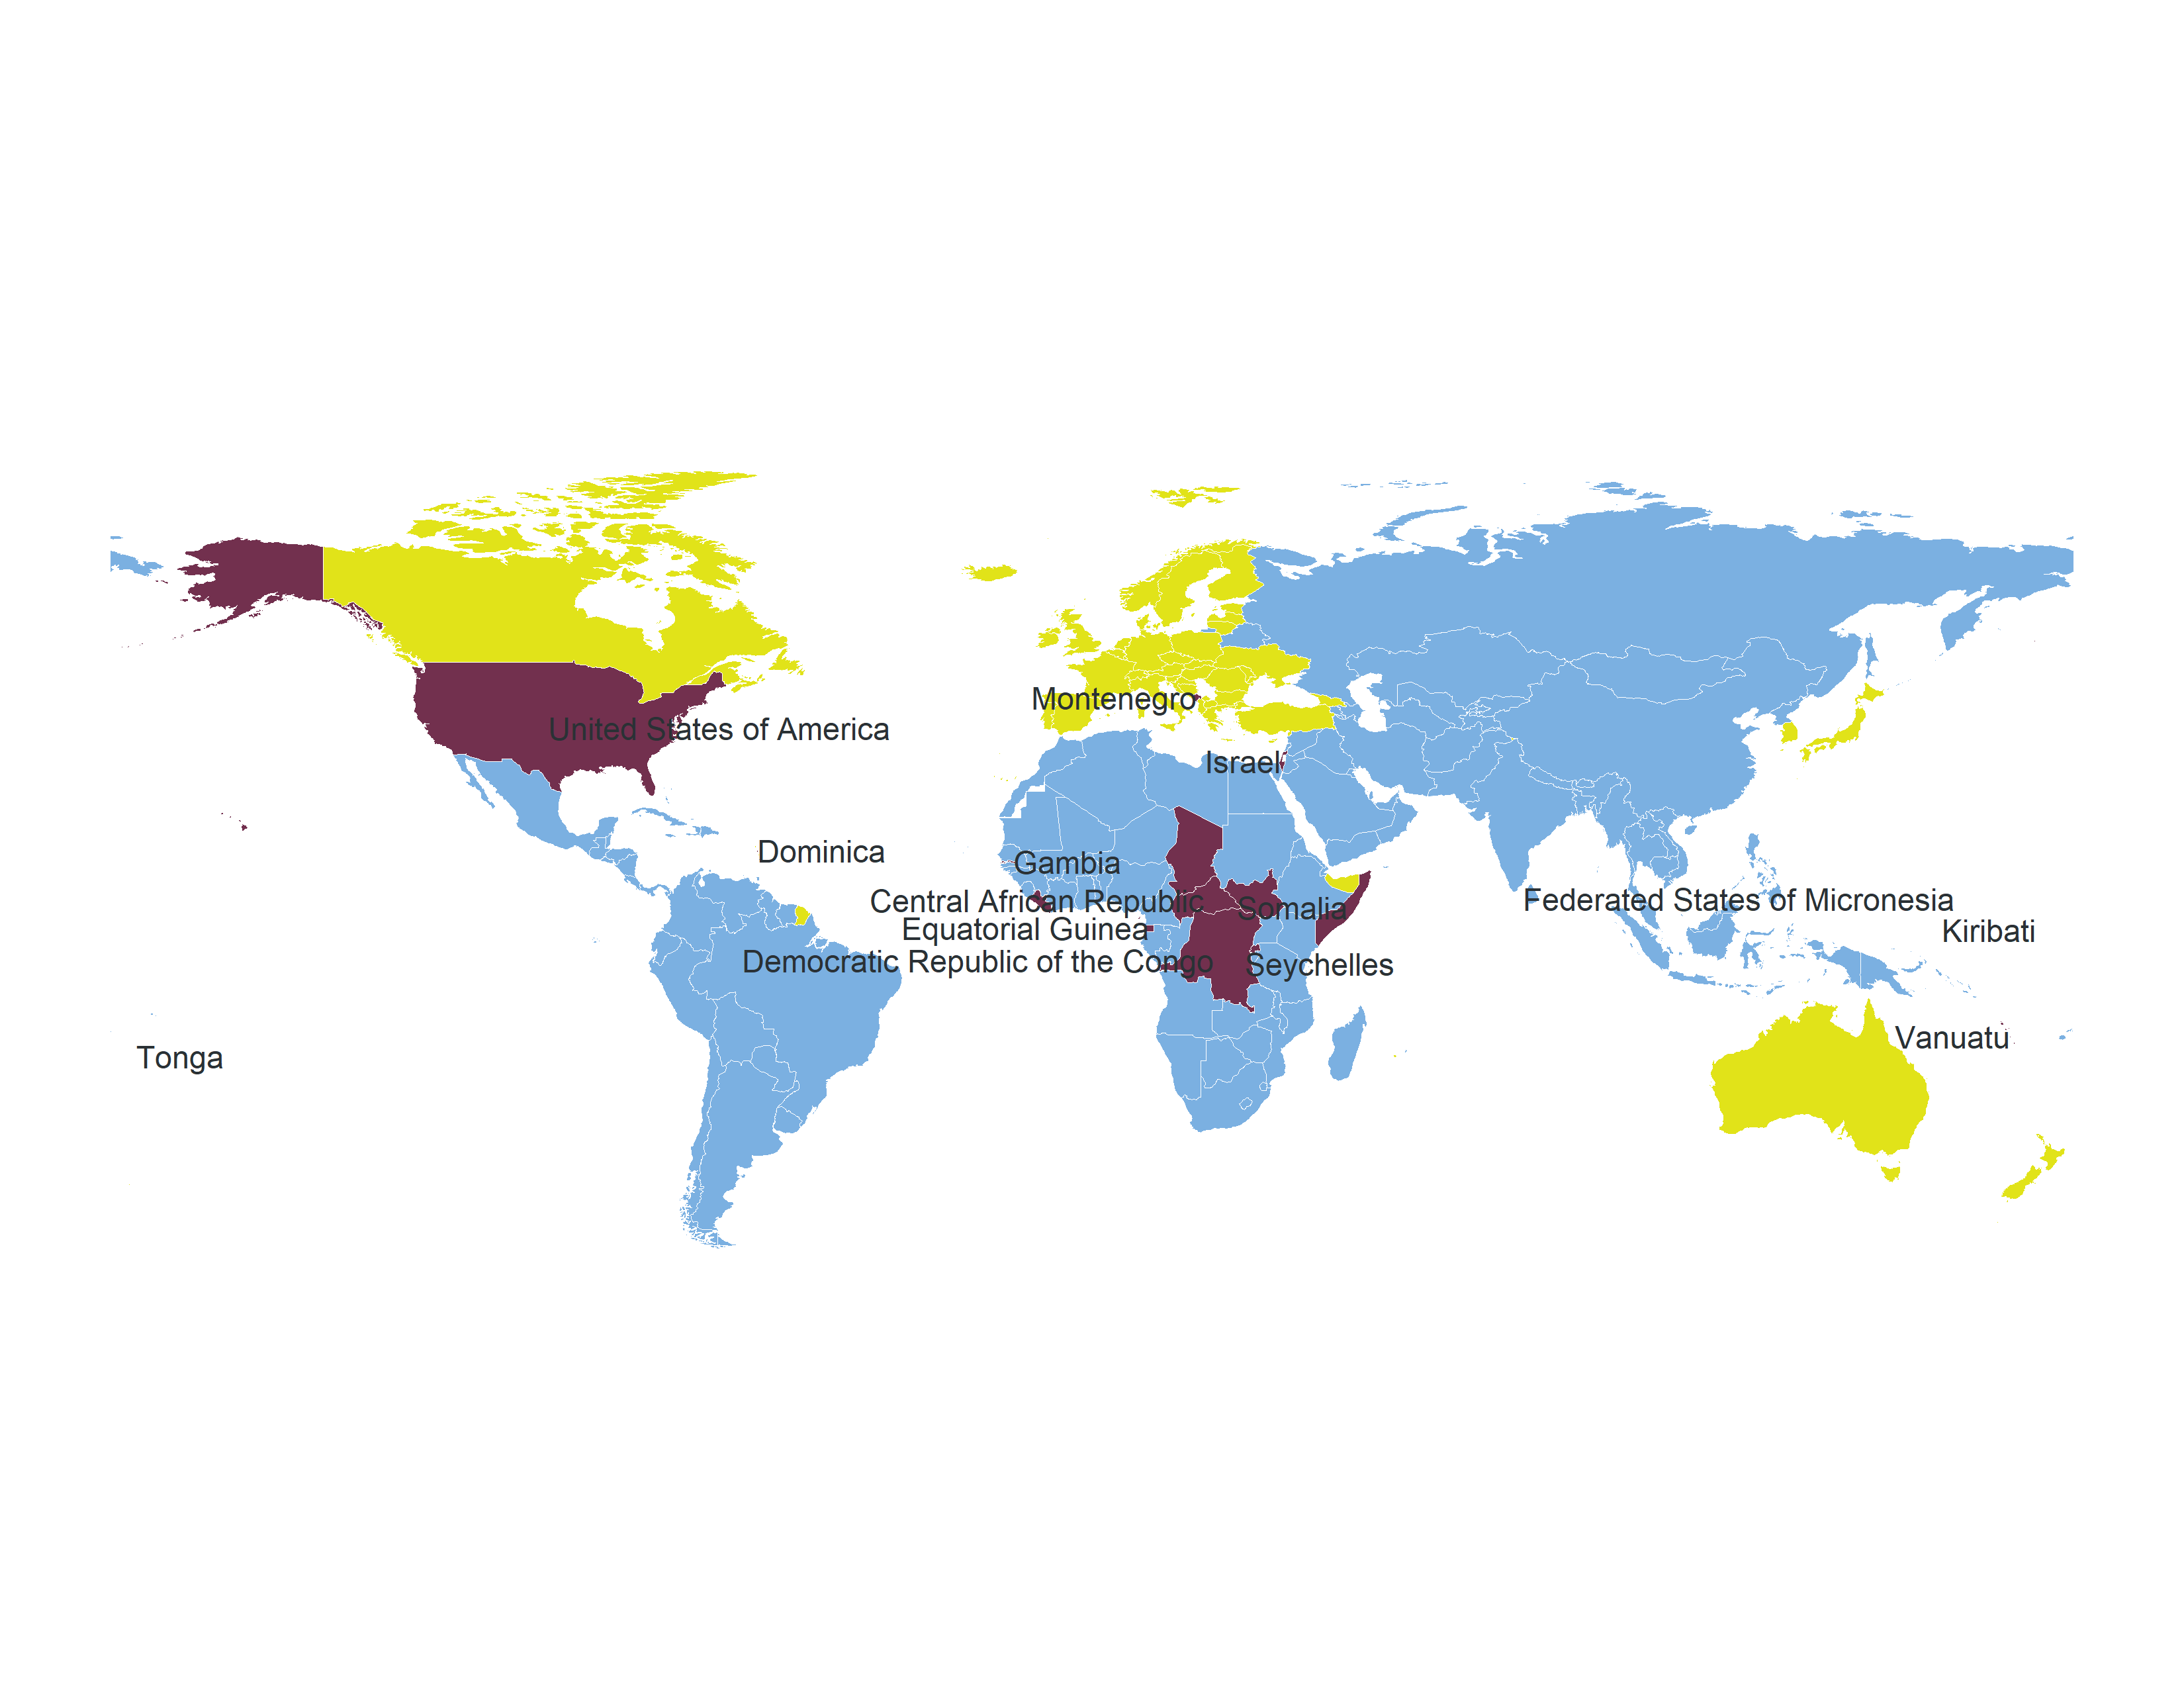 Montenegro
United States of America
Israel
Dominica
Gambia
Central African Republic
Somalia
Federated States of Micronesia
Equatorial Guinea
Kiribati
Democratic Republic of the Congo
Seychelles
Vanuatu
Tonga